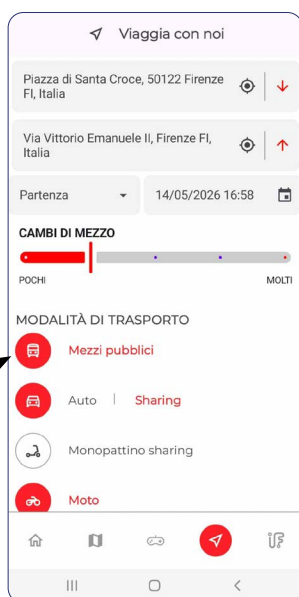 Viaggia con noi
Piazza di Santa Croce, 50122 Firenze
FI, Italia
Via Vittorio Emanuele II, Firenze FI,
Italia
Partenza 14/05/2026 16:58
CAMBI DI MEZZO
POCHI MOLTI
MODALITÀ DI TRASPORTO
Mezzi pubblici
Auto | Sharing
Monopattino sharing
Moto
iF